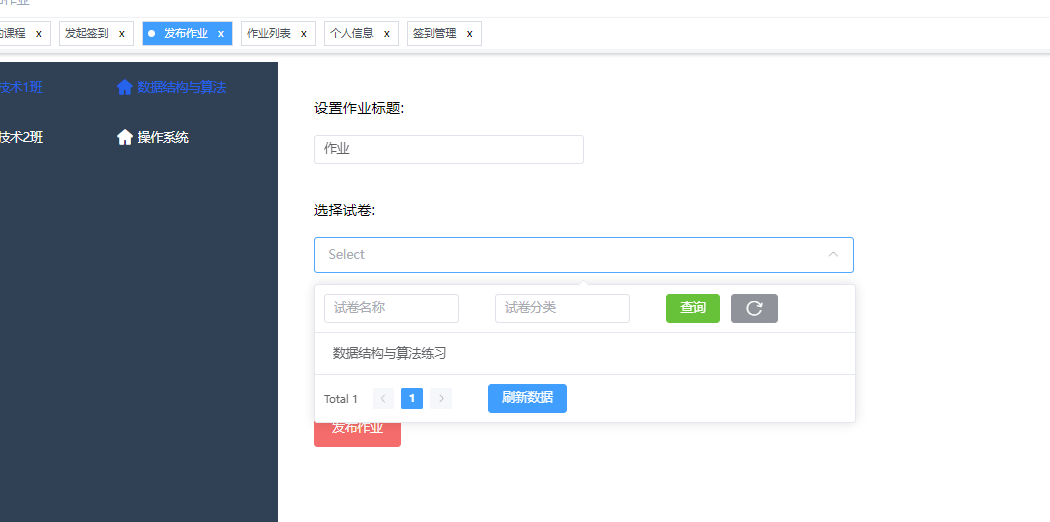 发起签到 x
发布作业 x
作业列表 x
个人信息 x
签到管理 x
课程 x
技术1班
数据结构与算法
技术2班
操作系统
设置作业标题:
作业
选择试卷:
Select
试卷名称
试卷分类
查询
数据结构与算法练习
Total 1
1
刷新数据
发布作业